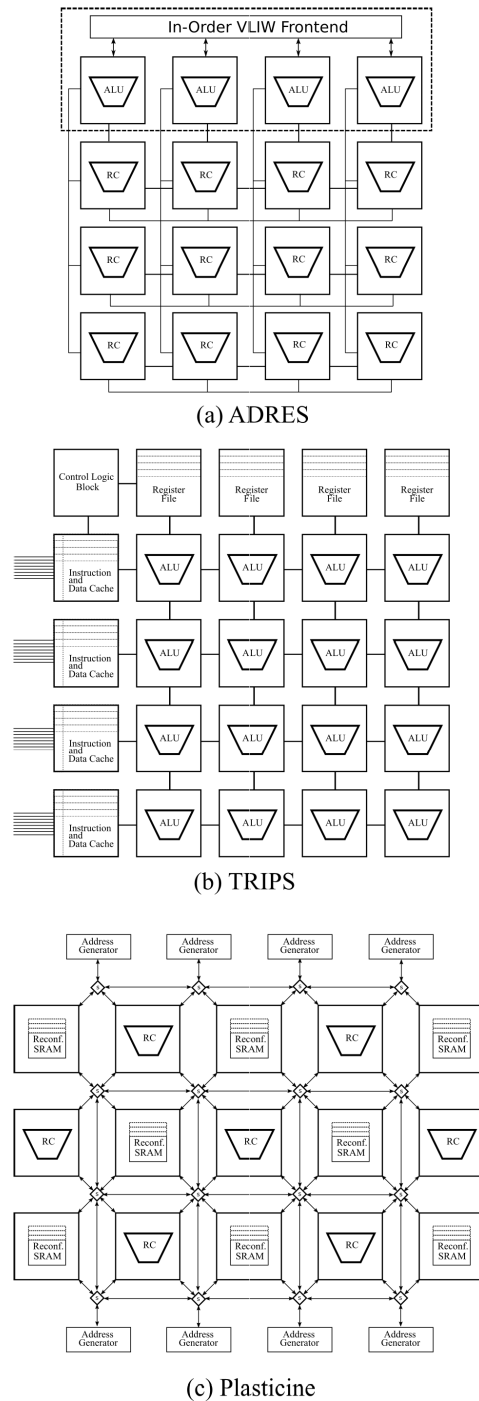 In-Order VLIW Frontend
ALU ALU ALU ALU
RC RC RC RC
RC RC RC RC
RC RC RC RC
(a) ADRES
Control Logic
Block
Register
File
Register
File
Register
File
Register
File
Instruction
and
Data Cache
ALU ALU ALU ALU
Instruction
and
Data Cache
ALU ALU ALU ALU
Instruction
and
Data Cache
ALU ALU ALU ALU
Instruction
and
Data Cache
ALU ALU ALU ALU
(b) TRIPS
Address
Generator
Address
Generator
Address
Generator
Address
Generator
S S S S
Reconf.
SRAM
RC
Reconf.
SRAM
RC
Reconf.
SRAM
S S S S
RC
Reconf.
SRAM
RC
Reconf.
SRAM
RC
S S S S
Reconf.
SRAM
RC
Reconf.
SRAM
RC
Reconf.
SRAM
S S S S
Address
Generator
Address
Generator
Address
Generator
Address
Generator
(c) Plasticine